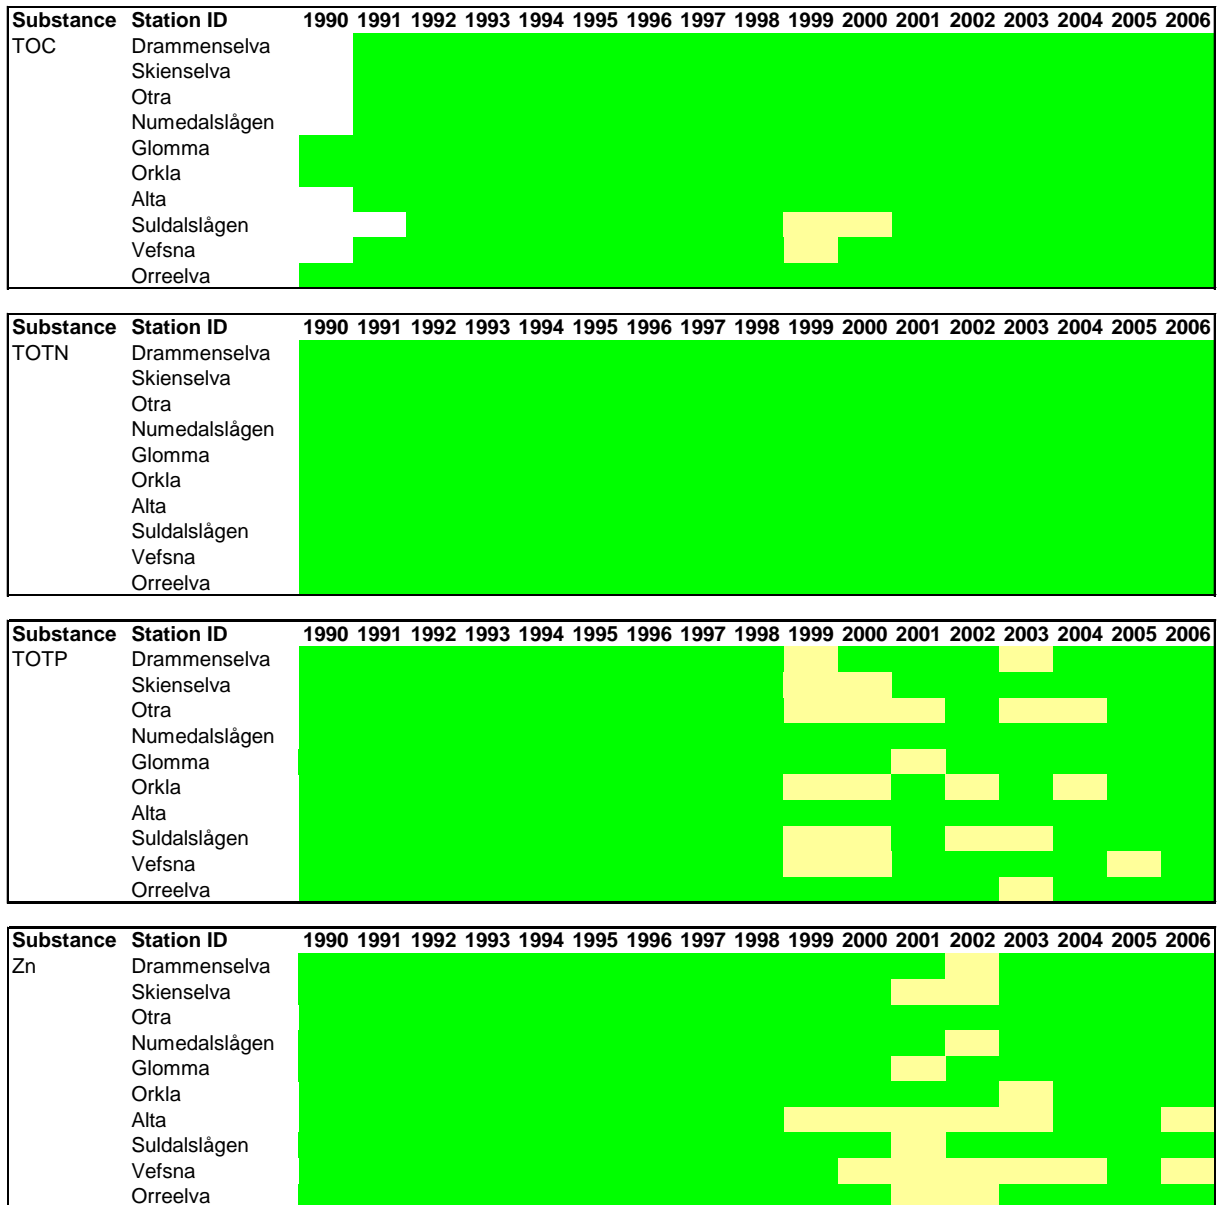 Substance Station ID 1990 1991 1992 1993 1994 1995 1996 1997 1998 1999 2000 2001 2002 2003 2004 2005 2006
TOC Drammenselva
Skienselva
Otra
Numedalslågen
Glomma
Orkla
Alta
Suldalslågen
Vefsna
Orreelva
Substance Station ID 1990 1991 1992 1993 1994 1995 1996 1997 1998 1999 2000 2001 2002 2003 2004 2005 2006
TOTN Drammenselva
Skienselva
Otra
Numedalslågen
Glomma
Orkla
Alta
Suldalslågen
Vefsna
Orreelva
Substance Station ID 1990 1991 1992 1993 1994 1995 1996 1997 1998 1999 2000 2001 2002 2003 2004 2005 2006
TOTP Drammenselva
Skienselva
Otra
Numedalslågen
Glomma
Orkla
Alta
Suldalslågen
Vefsna
Orreelva
Substance Station ID 1990 1991 1992 1993 1994 1995 1996 1997 1998 1999 2000 2001 2002 2003 2004 2005 2006
Zn Drammenselva
Skienselva
Otra
Numedalslågen
Glomma
Orkla
Alta
Suldalslågen
Vefsna
Orreelva